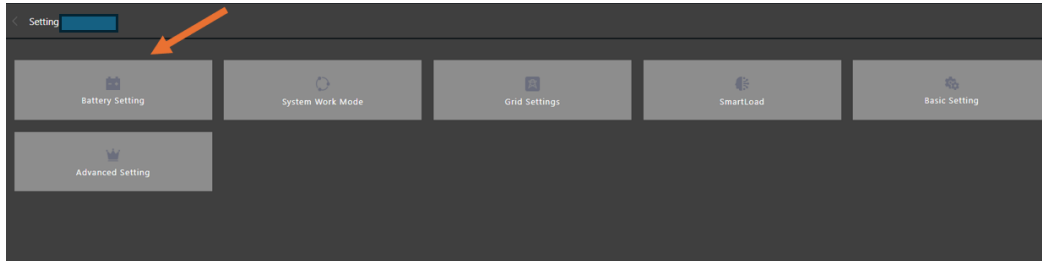 Setting
Battery Setting
System Work Mode
Grid Settings
SmartLoad
Basic Setting
Advanced Setting